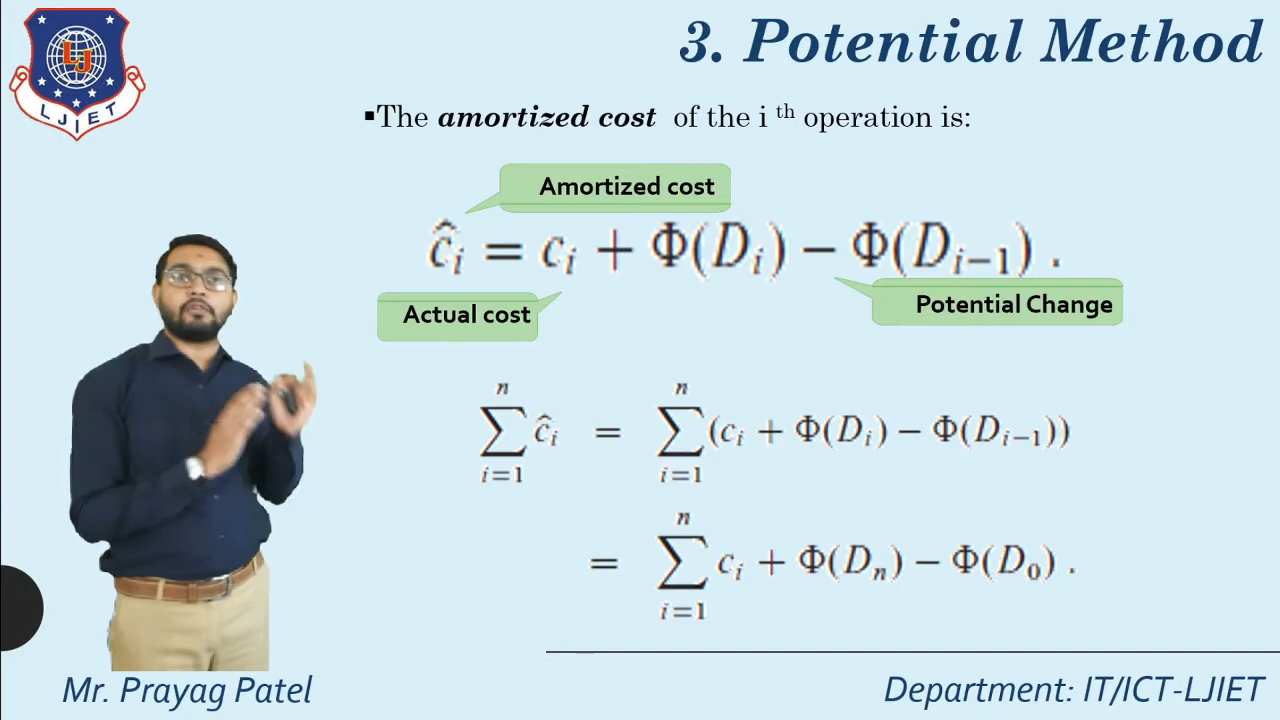 LJ
LJIET
3. Potential Method
▪The amortized cost of the i th operation is:
Amortized cost
ĉᵢ = cᵢ + Φ(Dᵢ) − Φ(Dᵢ₋₁) .
Actual cost
Potential Change
n n
∑ ĉᵢ = ∑ (cᵢ + Φ(Dᵢ) − Φ(Dᵢ₋₁))
i=1 i=1
n
= ∑ cᵢ + Φ(Dₙ) − Φ(D₀) .
i=1
Mr. Prayag Patel
Department: IT/ICT-LJIET